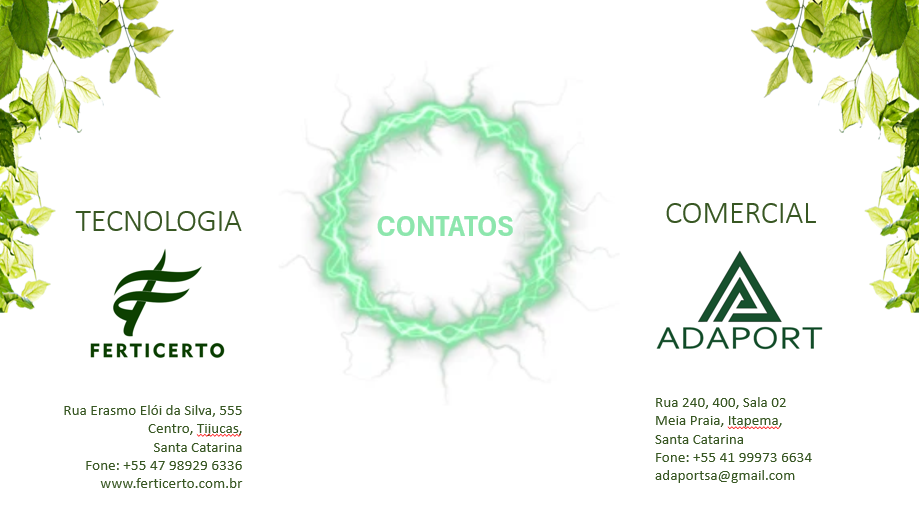 TECNOLOGIA
FERTICERTO
Rua Erasmo Elói da Silva, 555
Centro, Tijucas,
Santa Catarina
Fone: +55 47 98929 6336
www.ferticerto.com.br
CONTATOS
COMERCIAL
ADAPORT
Rua 240, 400, Sala 02
Meia Praia, Itapema,
Santa Catarina
Fone: +55 41 99973 6634
adaportsa@gmail.com